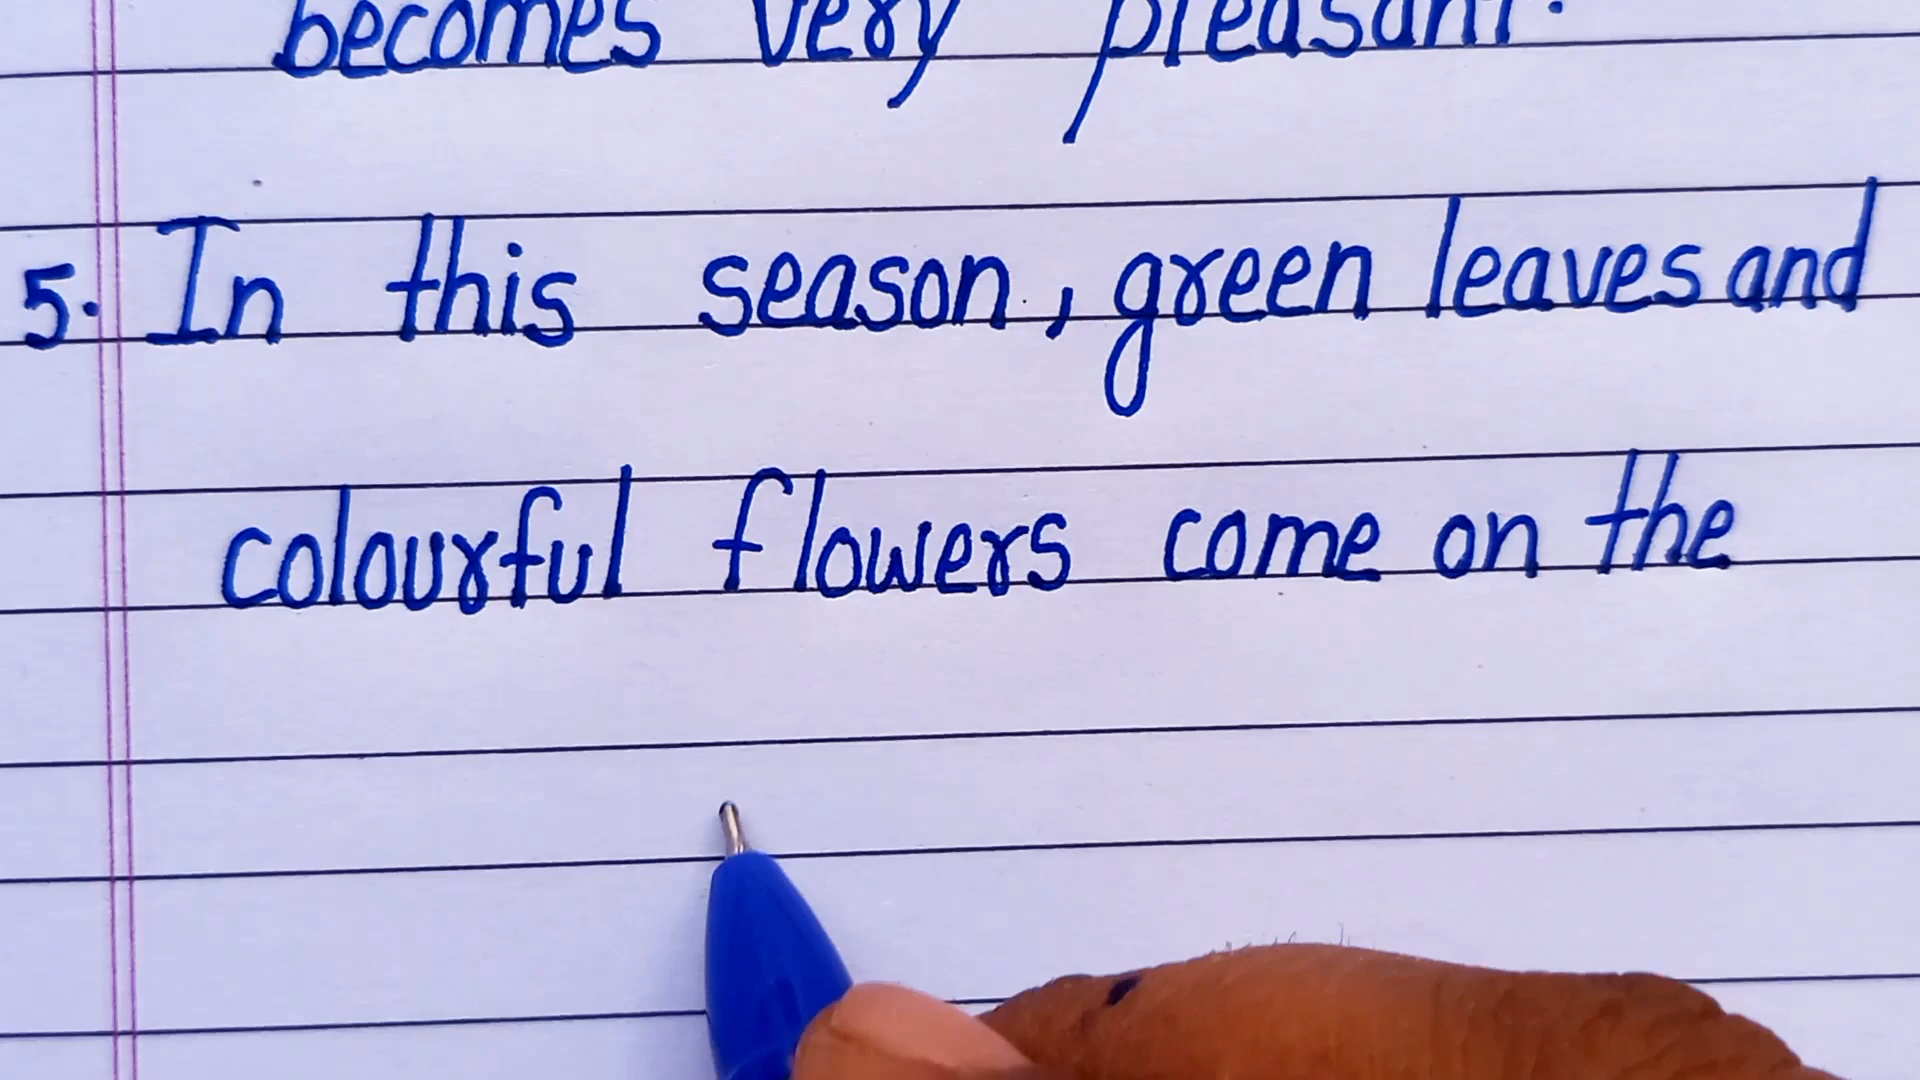 becomes very pleasant.
5. In this season, green leaves and
colourful flowers come on the